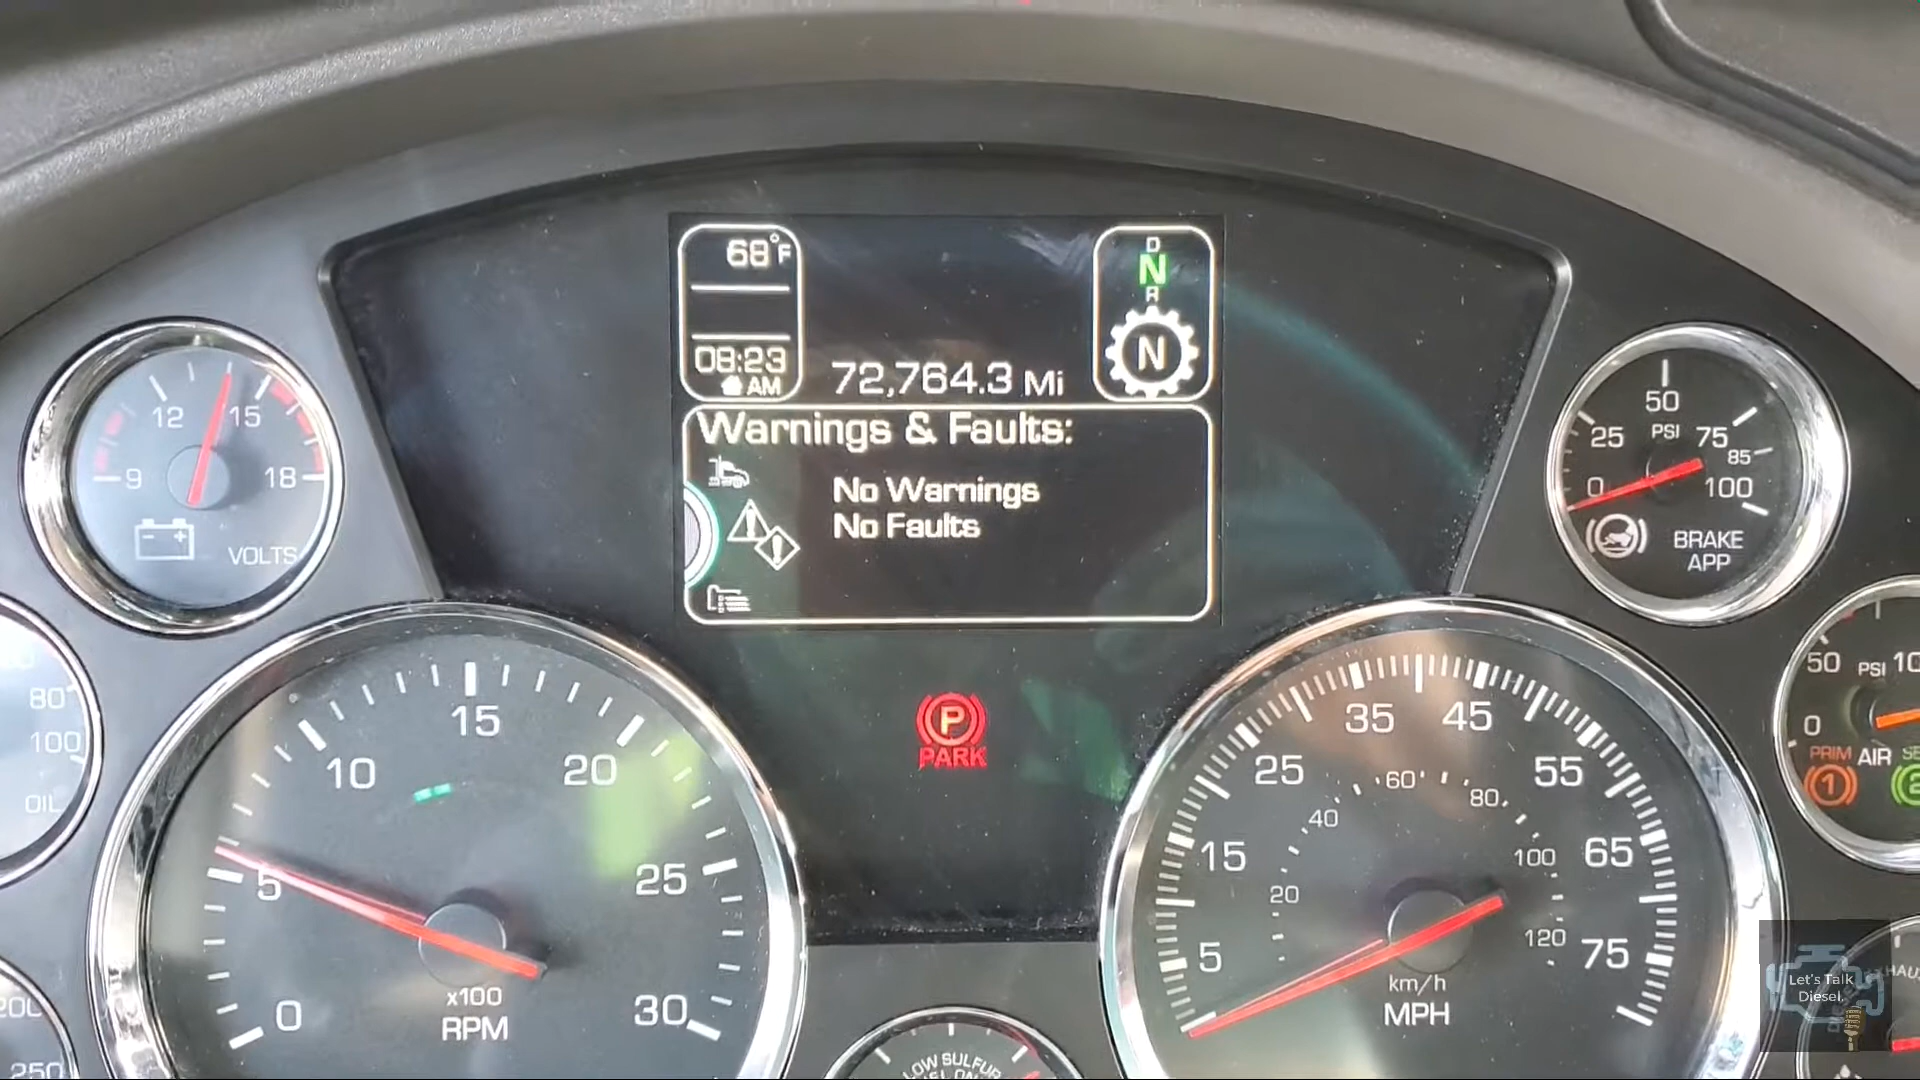 68°F
08:23
AM
72,764.3 Mi
D
N
R
N
Warnings & Faults:
No Warnings
No Faults
9
12
15
18
VOLTS
0
25
50
75
85
100
PSI
BRAKE
APP
80
100
OIL
0
5
10
15
20
25
30
x100
RPM
P
PARK
5
15
25
35
45
55
65
75
20
40
60
80
100
120
km/h
MPH
0
50
PSI
PRIM
AIR
1
2
250
LOW SULFUR
Let's Talk
Diesel